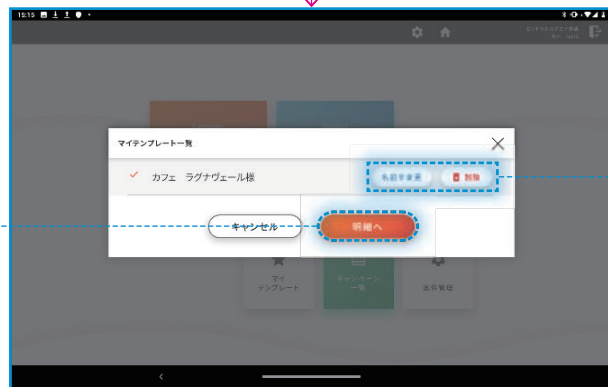 15:15
マイテンプレート一覧
カフェ ラグナヴェール様
名前を変更
削除
キャンセル
明細へ
マイ
テンプレート
キャンペーン
一覧
案件管理